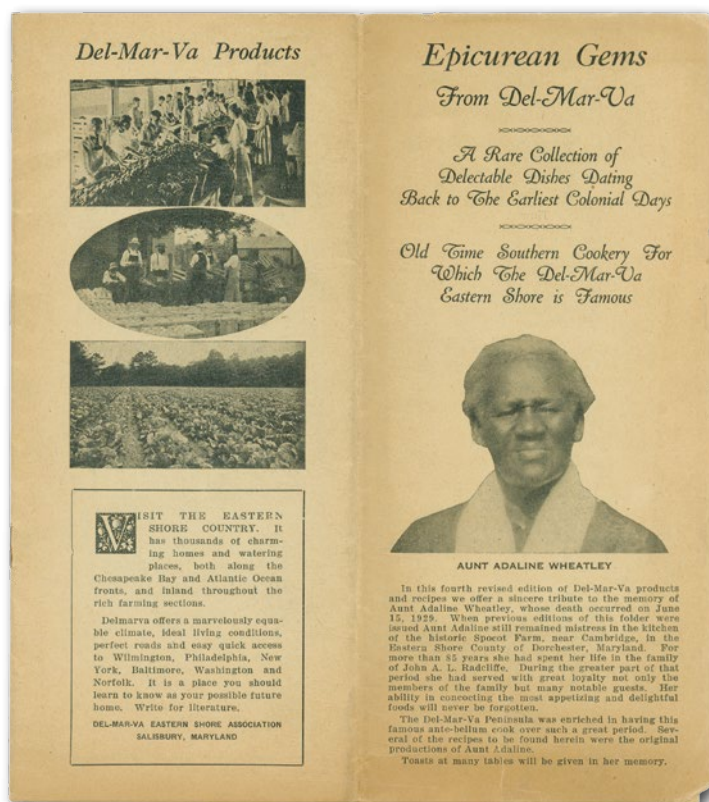 Del-Mar-Va Products
VISIT THE EASTERN
SHORE COUNTRY. It
has thousands of charm-
ing homes and watering
places, both along the
Chesapeake Bay and Atlantic Ocean
fronts, and inland throughout the
rich farming sections.
Delmarva offers a marvelously equa-
ble climate, ideal living conditions,
perfect roads and easy quick access
to Wilmington, Philadelphia, New
York, Baltimore, Washington and
Norfolk. It is a place you should
learn to know as your possible future
home. Write for literature.
DEL-MAR-VA EASTERN SHORE ASSOCIATION
SALISBURY, MARYLAND
Epicurean Gems
From Del-Mar-Va
A Rare Collection of
Delectable Dishes Dating
Back to The Earliest Colonial Days
Old Time Southern Cookery For
Which The Del-Mar-Va
Eastern Shore is Famous
AUNT ADALINE WHEATLEY
In this fourth revised edition of Del-Mar-Va products
and recipes we offer a sincere tribute to the memory of
Aunt Adaline Wheatley, whose death occurred on June
15, 1929. When previous editions of this folder were
issued Aunt Adaline still remained mistress in the kitchen
of the historic Spocot Farm, near Cambridge, in the
Eastern Shore County of Dorchester, Maryland. For
more than 85 years she had spent her life in the family
of John A. L. Radcliffe. During the greater part of that
period she had served with great loyalty not only the
members of the family but many notable guests. Her
ability in concocting the most appetizing and delightful
foods will never be forgotten.
The Del-Mar-Va Peninsula was enriched in having this
famous ante-bellum cook over such a great period. Sev-
eral of the recipes to be found herein were the original
productions of Aunt Adaline.
Toasts at many tables will be given in her memory.